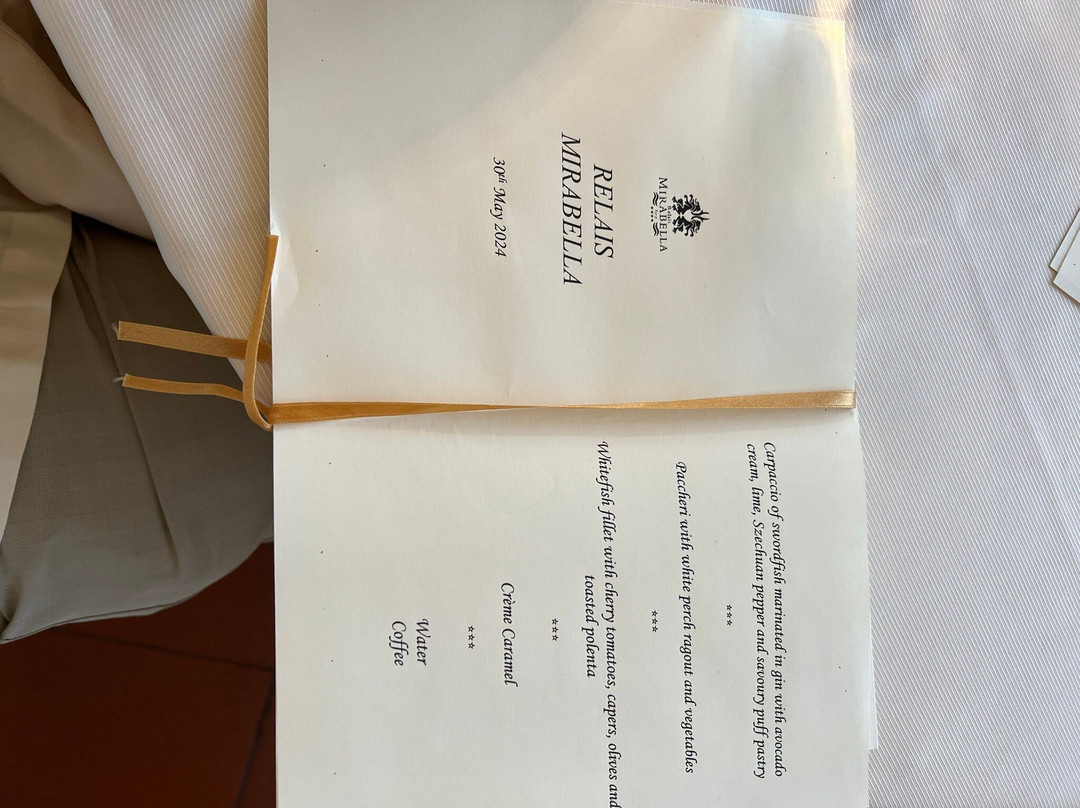 MIRABELLA
RELAIS
MIRABELLA
30th May 2024
Carpaccio of swordfish marinated in gin with avocado
cream, lime, Szechuan pepper and savoury puff pastry
***
Paccheri with white perch ragout and vegetables
***
Whitefish fillet with cherry tomatoes, capers, olives and
toasted polenta
***
Crème Caramel
***
Water
Coffee